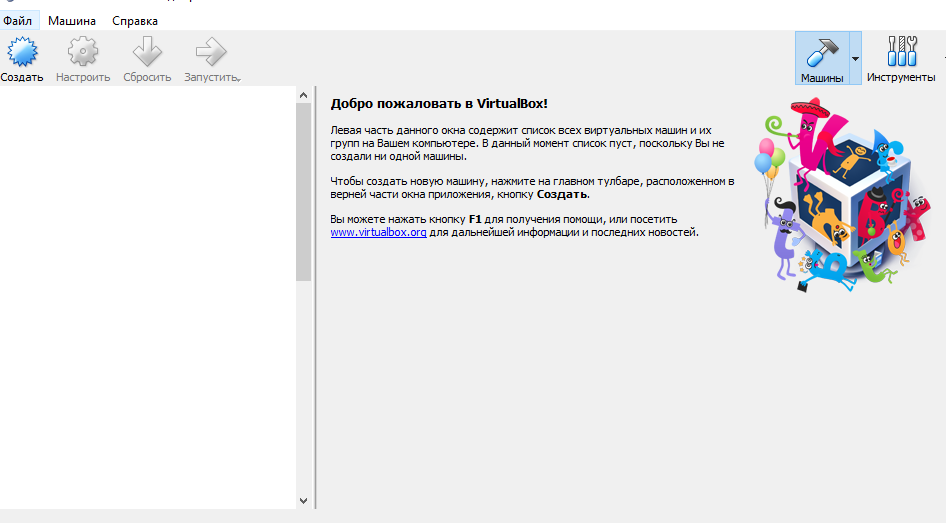 Файл Машина Справка
Создать Настроить Сбросить Запустить Машины Инструменты
Добро пожаловать в VirtualBox!
Левая часть данного окна содержит список всех виртуальных машин и их
групп на Вашем компьютере. В данный момент список пуст, поскольку Вы не
создали ни одной машины.
Чтобы создать новую машину, нажмите на главном тулбаре, расположенном в
верней части окна приложения, кнопку Создать.
Вы можете нажать кнопку F1 для получения помощи, или посетить
www.virtualbox.org для дальнейшей информации и последних новостей.